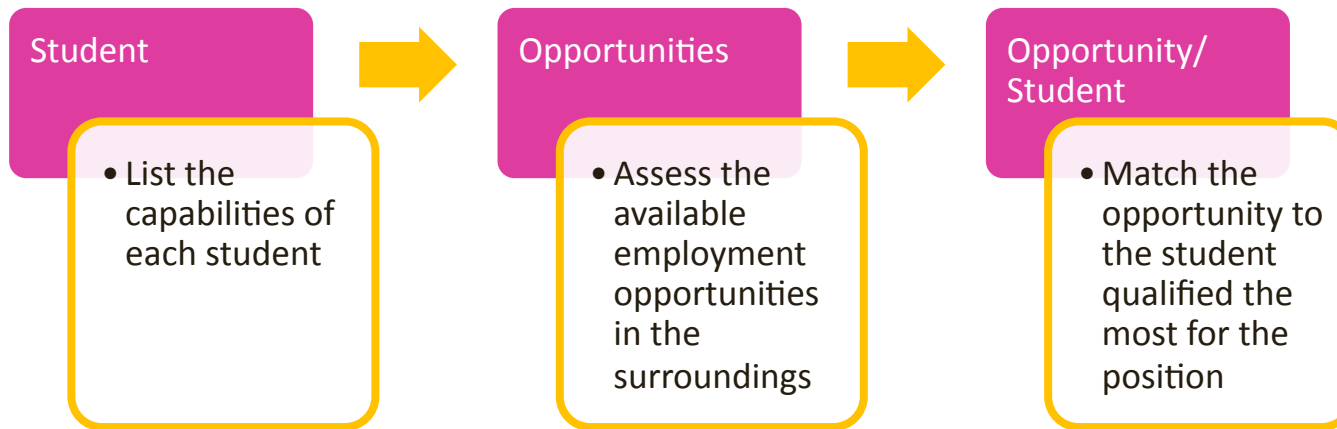 Student
• List the
capabilities of
each student
Opportunities
• Assess the
available
employment
opportunities
in the
surroundings
Opportunity/
Student
• Match the
opportunity to
the student
qualified the
most for the
position